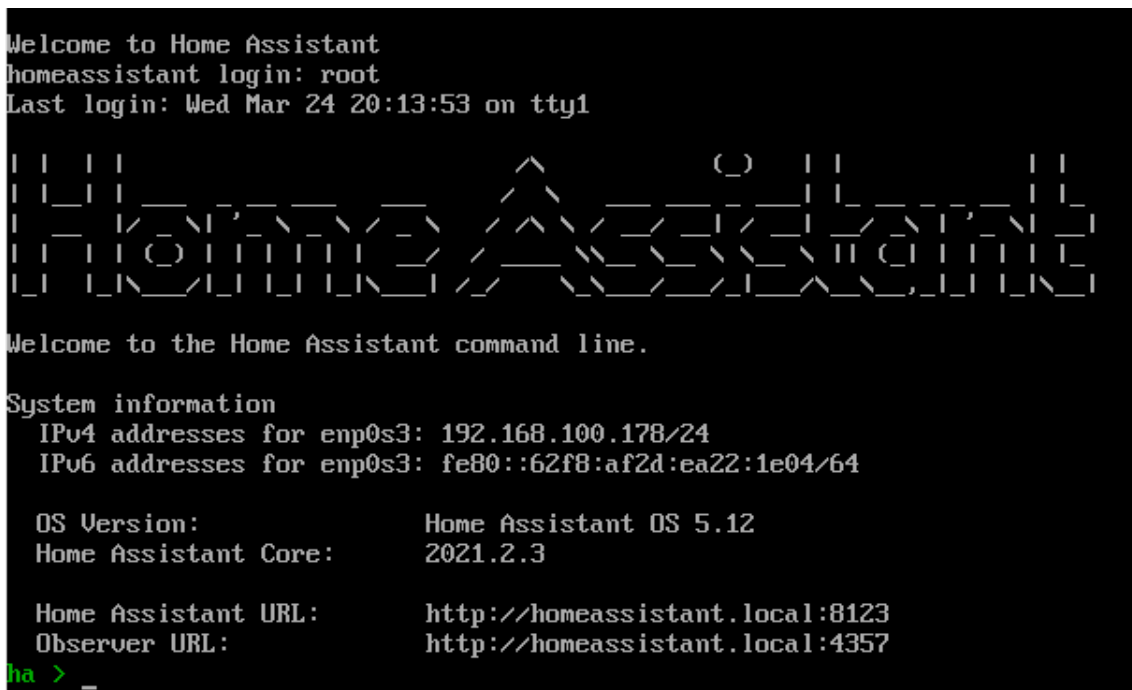 Welcome to Home Assistant
homeassistant login: root
Last login: Wed Mar 24 20:13:53 on tty1
Home Assistant
Welcome to the Home Assistant command line.
System information
IPv4 addresses for enp0s3: 192.168.100.178/24
IPv6 addresses for enp0s3: fe80::62f8:af2d:ea22:1e04/64
OS Version: Home Assistant OS 5.12
Home Assistant Core: 2021.2.3
Home Assistant URL: http://homeassistant.local:8123
Observer URL: http://homeassistant.local:4357
ha > _